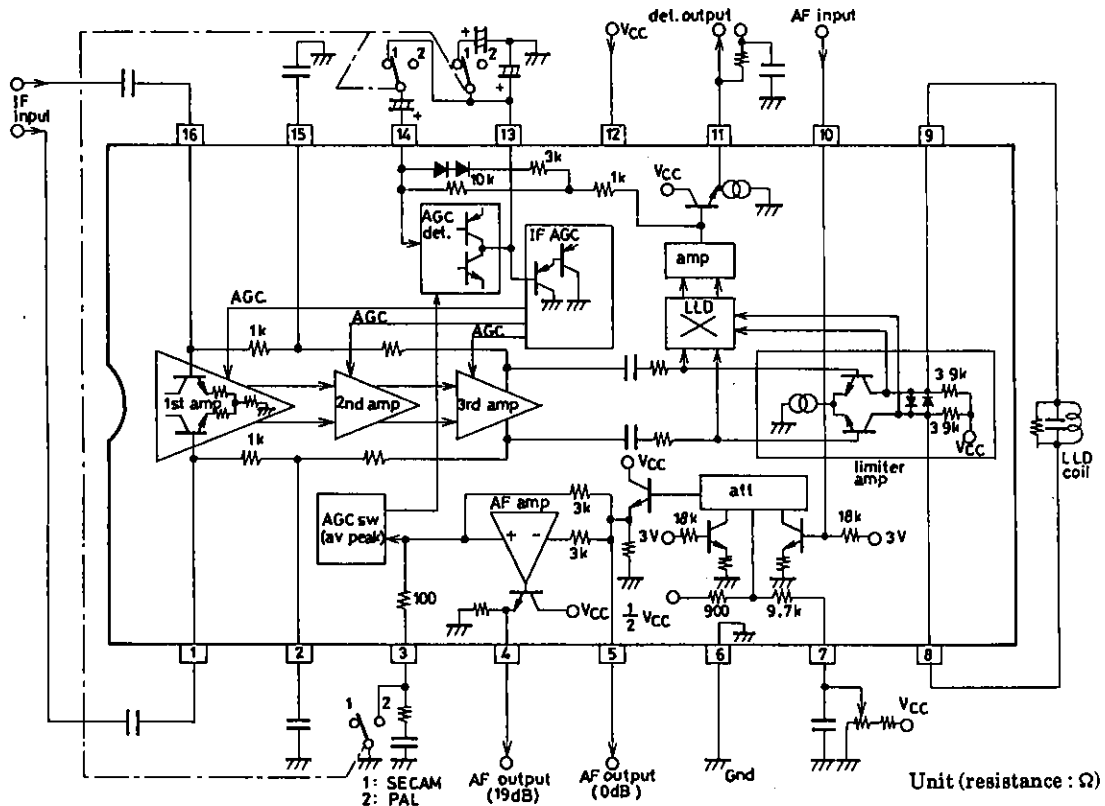 VCC
det. output
AF input
1 2
1 2
+
+
+
IF
input
16
15
14
13
12
11
10
9
3k
10k
1k
VCC
AGC
det.
IF AGC
amp
AGC
AGC
AGC
LLD
1k
1st amp
2nd amp
3rd amp
3.9k
3.9k
VCC
limiter
amp
LLD
coil
1k
VCC
att
AGC sw
(av peak)
AF amp
+ -
3k
3k
18k
3V
18k
3V
100
VCC
1/2 VCC
900
9.7k
1
2
3
4
5
6
7
8
1 2
VCC
1: SECAM
2: PAL
AF output
(19dB)
AF output
(0dB)
Gnd
Unit (resistance : Ω)